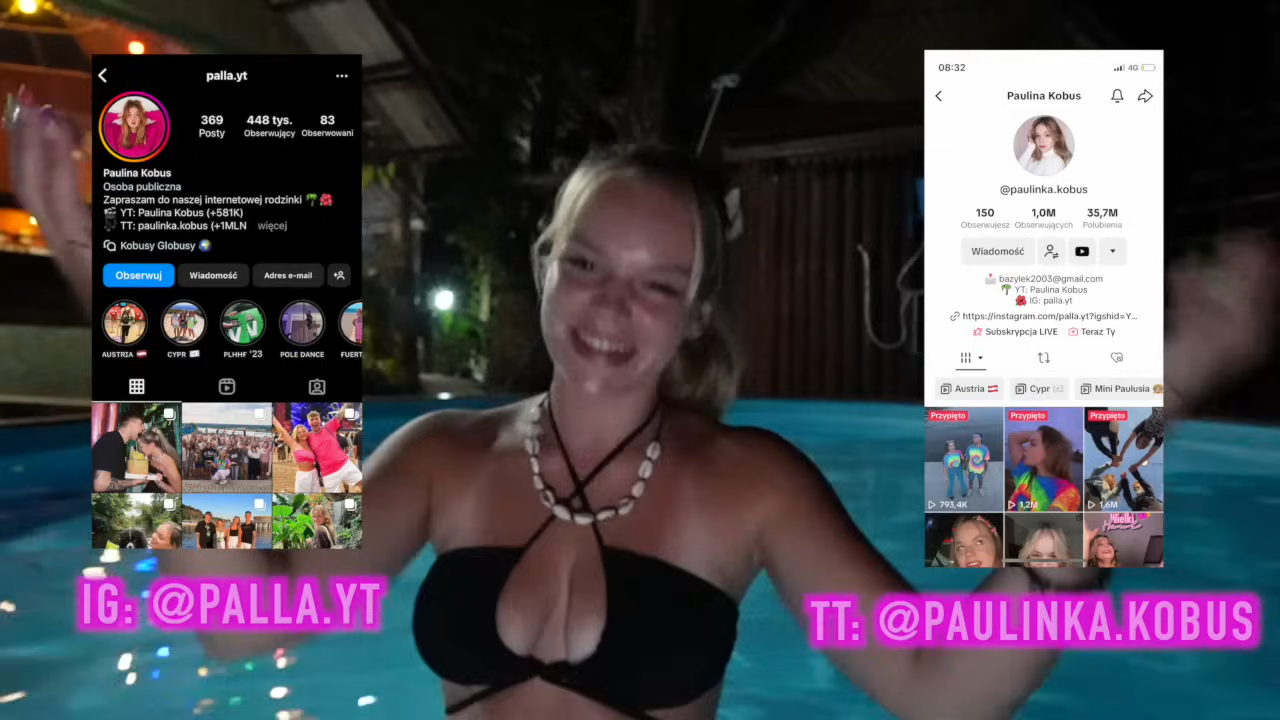 palla.yt
369
448 tys.
83
Posty
Obserwujący
Obserwowani
Paulina Kobus
Osoba publiczna
Zapraszam do naszej internetowej rodzinki 🌴🌺
🎬 YT: Paulina Kobus (+581K)
TT: paulinka.kobus (+1MLN więcej
Kobusy Globusy 🌍
Obserwuj
Wiadomość
Adres e-mail
AUSTRIA 🇦🇹
CYPR 🇨🇾
PLHHF '23
POLE DANCE
FUERT
IG: @PALLA.YT
08:32
4G
Paulina Kobus
@paulinka.kobus
150
1,0M
35,7M
Obserwujesz
Obserwujących
Polubienia
Wiadomość
bazylek2003@gmail.com
🌴 YT: Paulina Kobus
🌺 IG: palla.yt
https://instagram.com/palla.yt?igshid=Y...
Subskrypcja LIVE
Teraz Ty
Austria 🇦🇹
Cypr 🇨🇾
Mini Paulusia
Przypięto
Przypięto
Przypięto
793,4K
1,2M
1,6M
TT: @PAULINKA.KOBUS